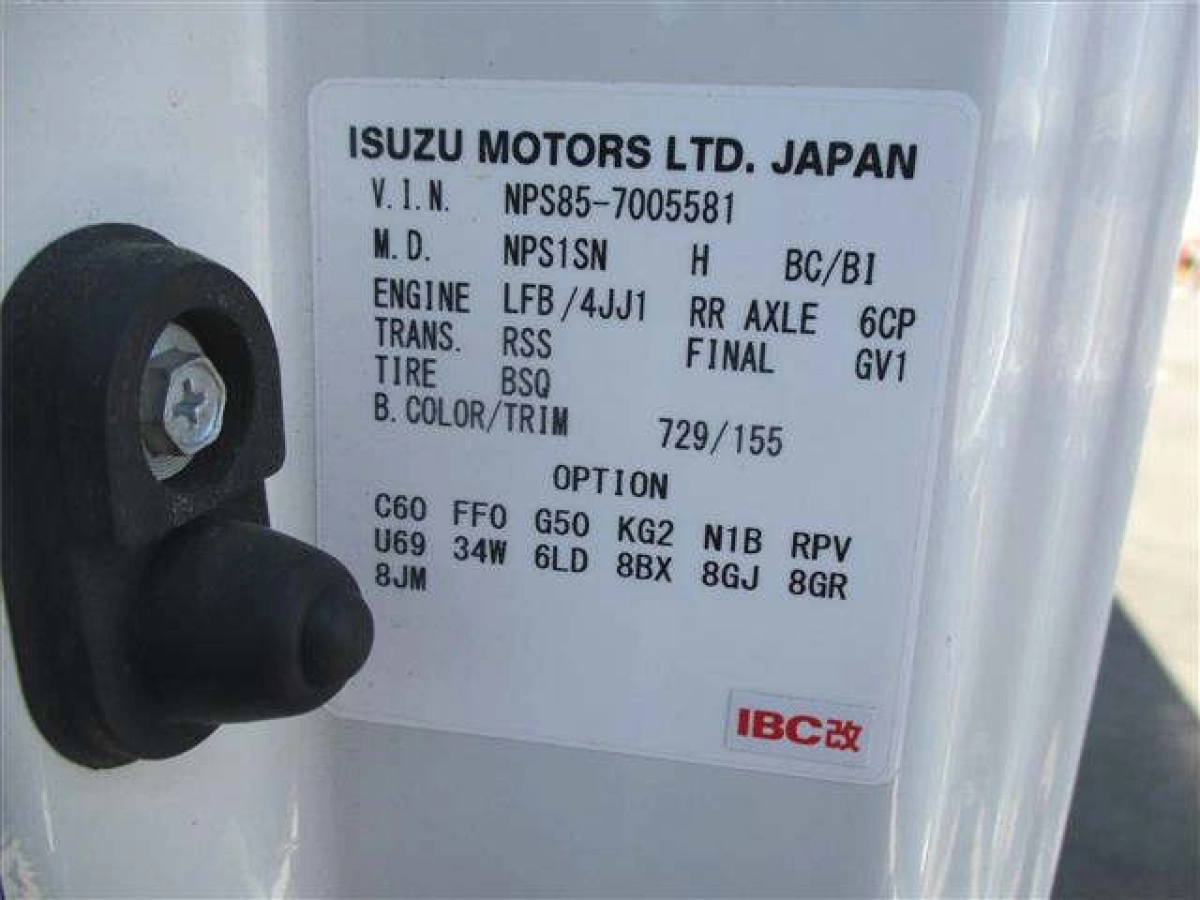 ISUZU MOTORS LTD. JAPAN
V.I.N. NPS85-7005581
M.D. NPS1SN H BC/BI
ENGINE LFB/4JJ1 RR AXLE 6CP
TRANS. RSS FINAL GV1
TIRE BSQ
B.COLOR/TRIM 729/155
OPTION
C60 FF0 G50 KG2 N1B RPV
U69 34W 6LD 8BX 8GJ 8GR
8JM
IBC改